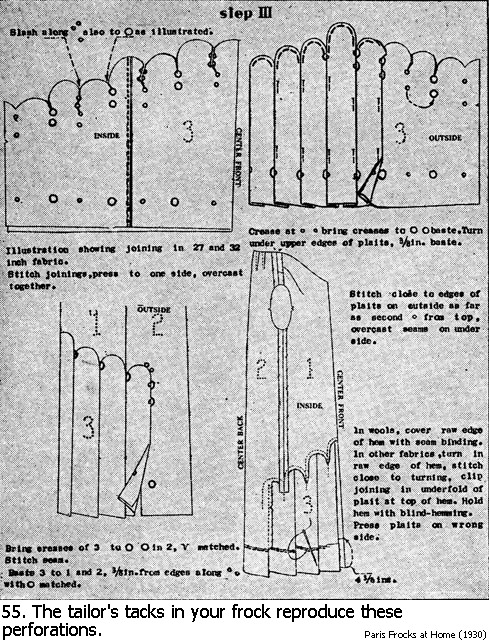 step III
Slash along °° also to O as illustrated.
INSIDE
3
CENTER FRONT
3
OUTSIDE
Illustration showing joining in 27 and 32
inch fabric.
Stitch joinings,press to one side, overcast
together.
Crease at ° ° bring creases to O O baste.Turn
under upper edges of plaits, ⅜in. baste.
OUTSIDE
1
2
3
2
1
INSIDE
CENTER BACK
CENTER FRONT
3
Stitch close to edges of
plaits on outside as far
as second ° from top,
overcast seams on under
side.
In wools, cover raw edge
of hem with seam binding.
In other fabrics,turn in
raw edge of hem, stitch
close to turning, clip
joining in underfold of
plait at top of hem. Hold
hem with blind-hemming.
Press plaits on wrong
side.
Bring creases of 3 to O O in 2, V matched.
Stitch seam.
Baste 3 to 1 and 2, ⅜in.from edges along °°
with O matched.
55. The tailor's tacks in your frock reproduce these
perforations.
Paris Frocks at Home (1930)